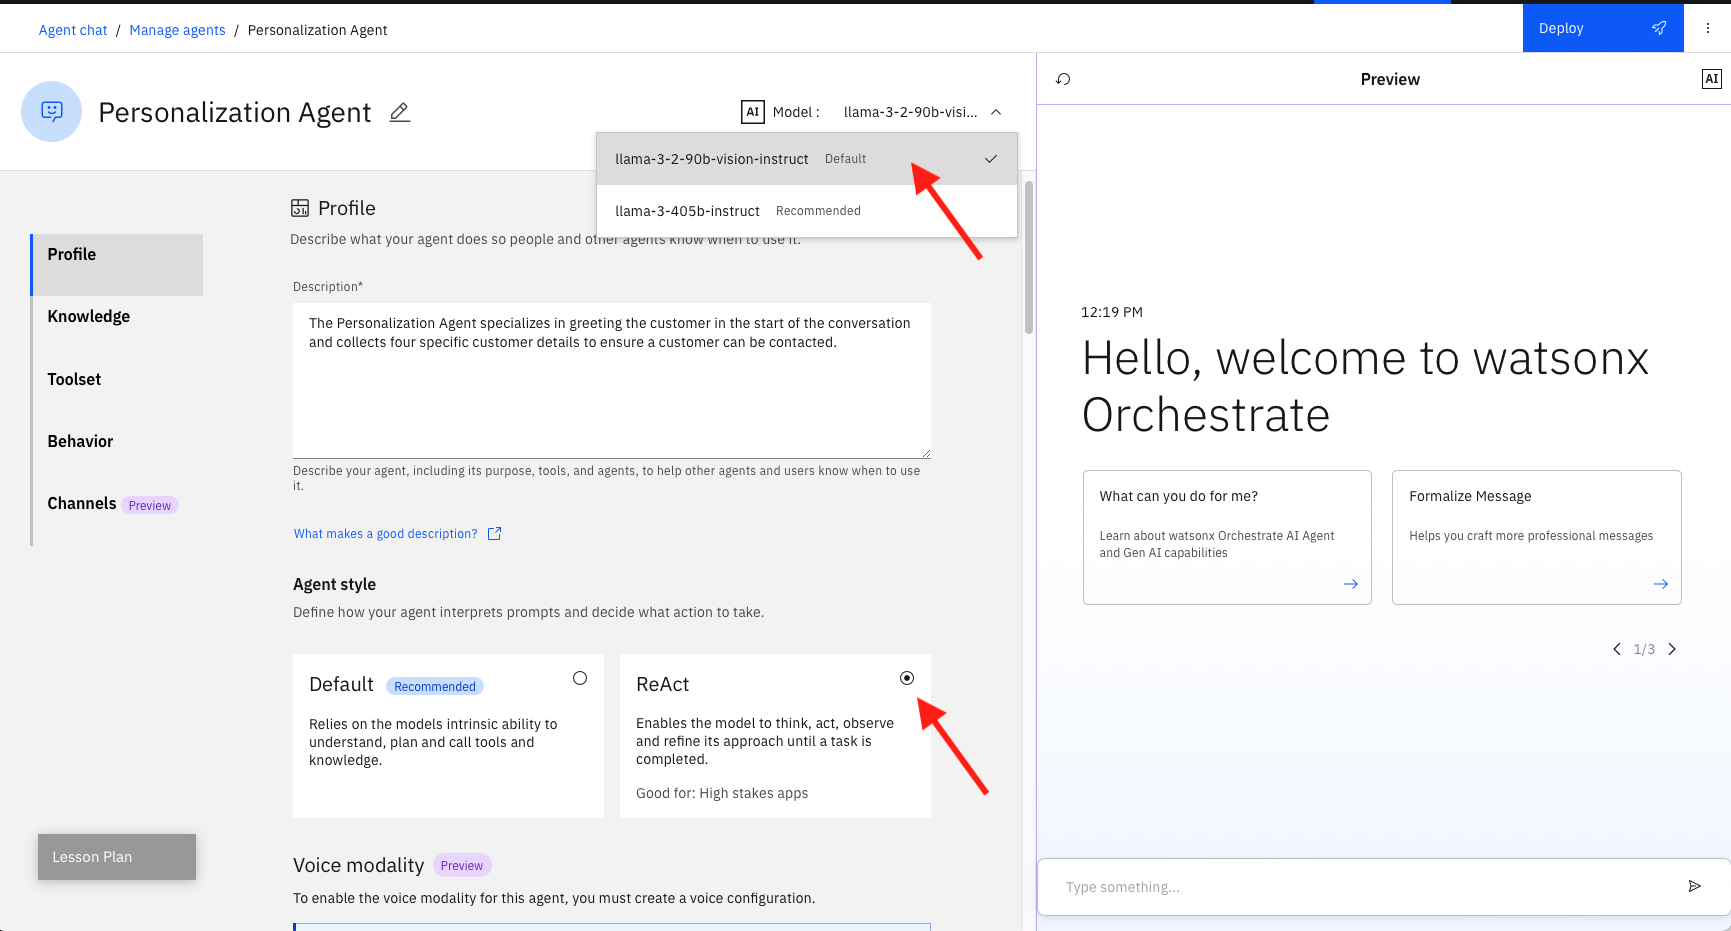 Agent chat / Manage agents / Personalization Agent
Deploy
Personalization Agent
AI Model : llama-3-2-90b-visi...
llama-3-2-90b-vision-instruct Default
llama-3-405b-instruct Recommended
Profile
Describe what your agent does so people and other agents know when to use it.
Profile
Knowledge
Toolset
Behavior
Channels Preview
Lesson Plan
Description*
The Personalization Agent specializes in greeting the customer in the start of the conversation
and collects four specific customer details to ensure a customer can be contacted.
Describe your agent, including its purpose, tools, and agents, to help other agents and users know when to use
it.
What makes a good description?
Agent style
Define how your agent interprets prompts and decide what action to take.
Default Recommended
Relies on the models intrinsic ability to
understand, plan and call tools and
knowledge.
ReAct
Enables the model to think, act, observe
and refine its approach until a task is
completed.
Good for: High stakes apps
Voice modality Preview
To enable the voice modality for this agent, you must create a voice configuration.
Preview
AI
12:19 PM
Hello, welcome to watsonx
Orchestrate
What can you do for me?
Learn about watsonx Orchestrate AI Agent
and Gen AI capabilities
Formalize Message
Helps you craft more professional messages
1/3
Type something...